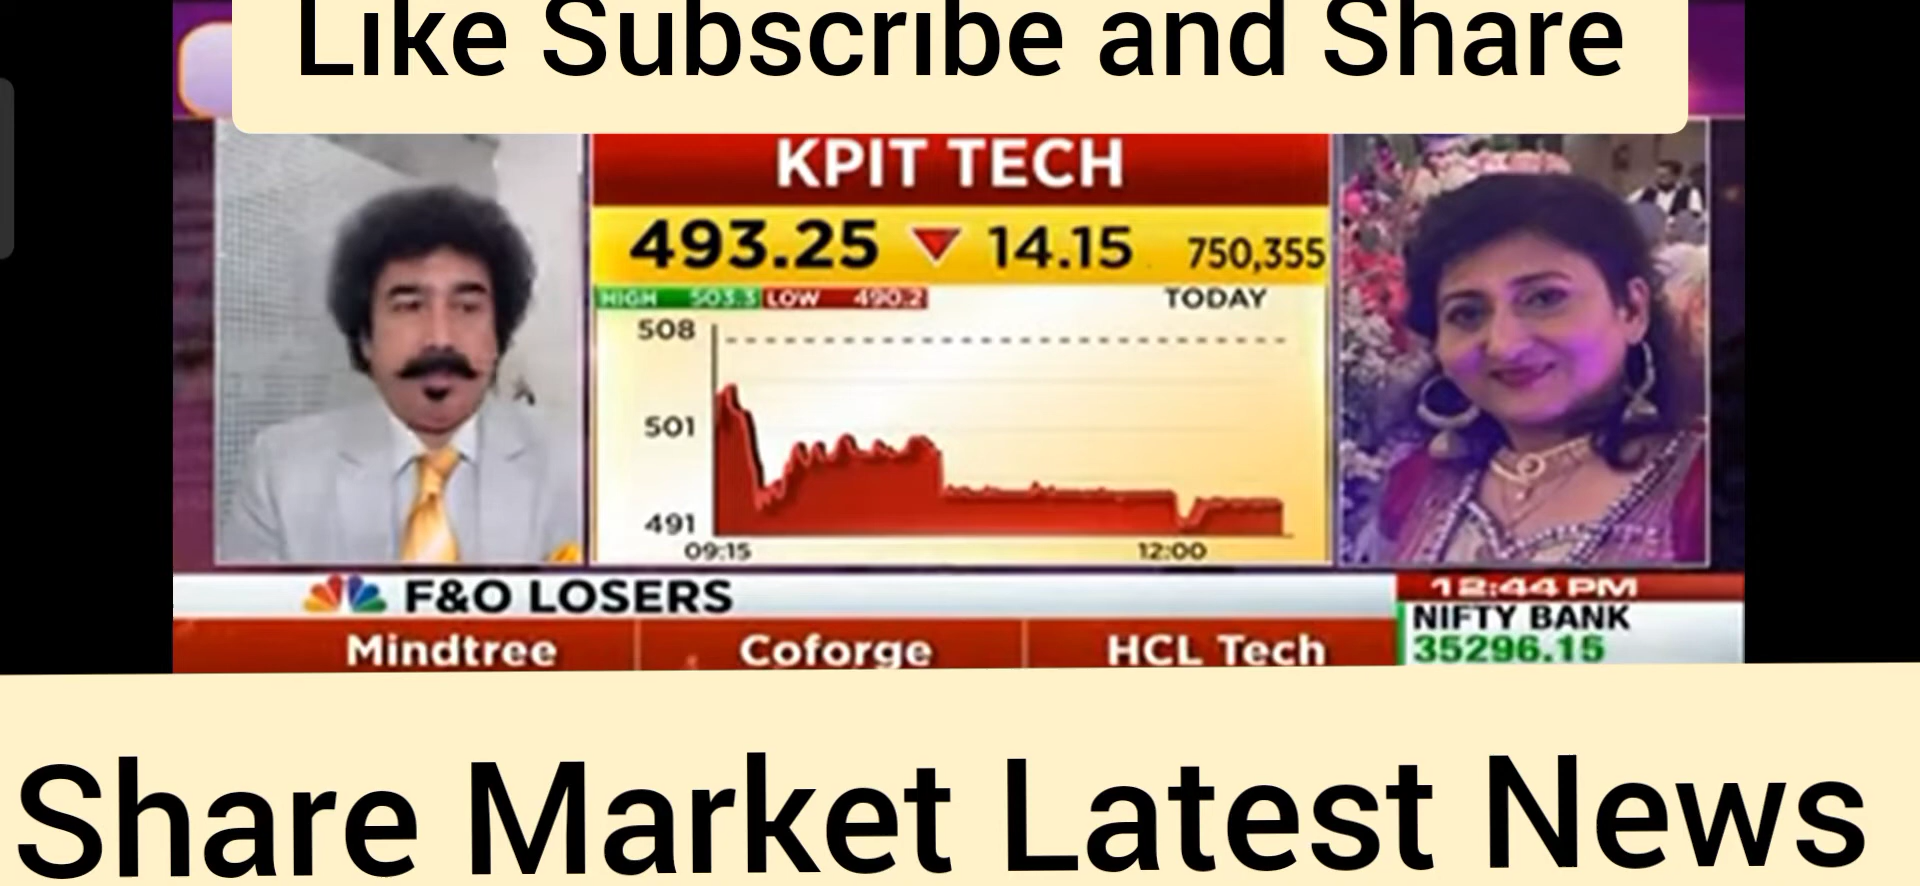 Like Subscribe and Share
KPIT TECH
493.25 ▼ 14.15 750,355
HIGH 503.3 LOW 490.2 TODAY
508
501
491
09:15 12:00
F&O LOSERS
12:44 PM
NIFTY BANK
35296.15
Mindtree Coforge HCL Tech
Share Market Latest News